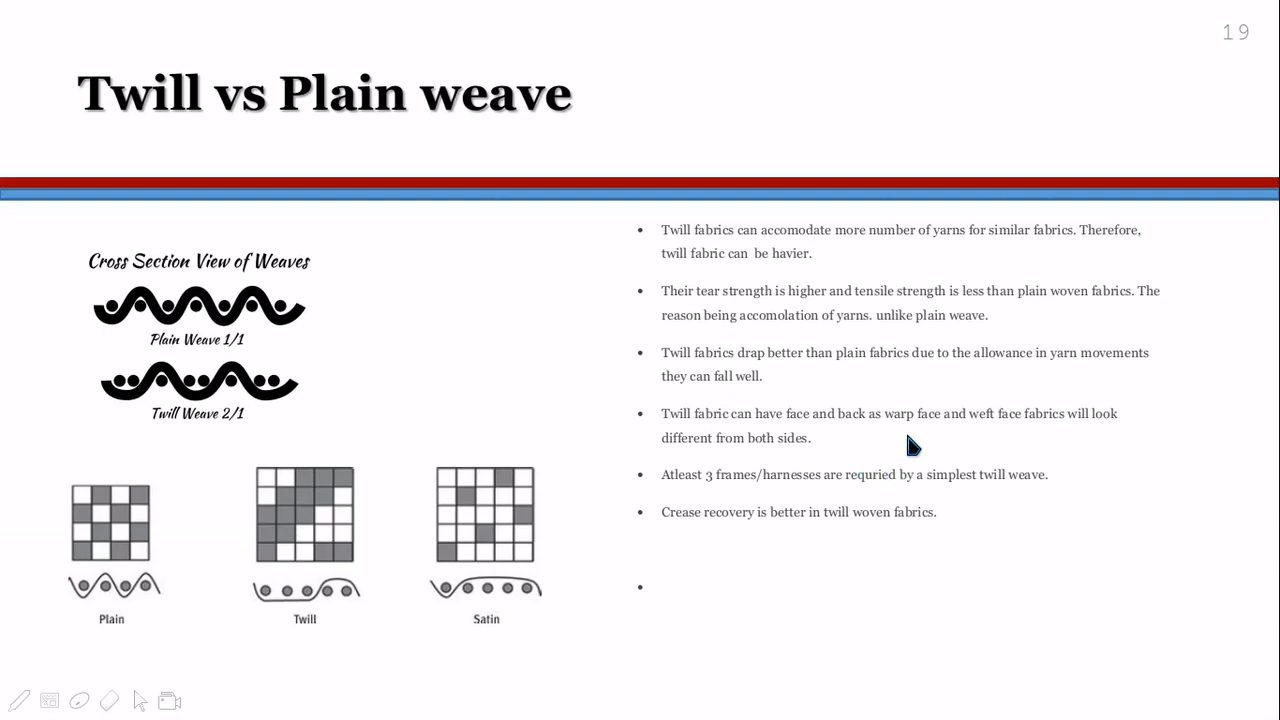 19
Twill vs Plain weave
Cross Section View of Weaves
Plain Weave 1/1
Twill Weave 2/1
Plain
Twill
Satin
• Twill fabrics can accomodate more number of yarns for similar fabrics. Therefore,
twill fabric can be havier.
• Their tear strength is higher and tensile strength is less than plain woven fabrics. The
reason being accomolation of yarns. unlike plain weave.
• Twill fabrics drap better than plain fabrics due to the allowance in yarn movements
they can fall well.
• Twill fabric can have face and back as warp face and weft face fabrics will look
different from both sides.
• Atleast 3 frames/harnesses are requried by a simplest twill weave.
• Crease recovery is better in twill woven fabrics.
•